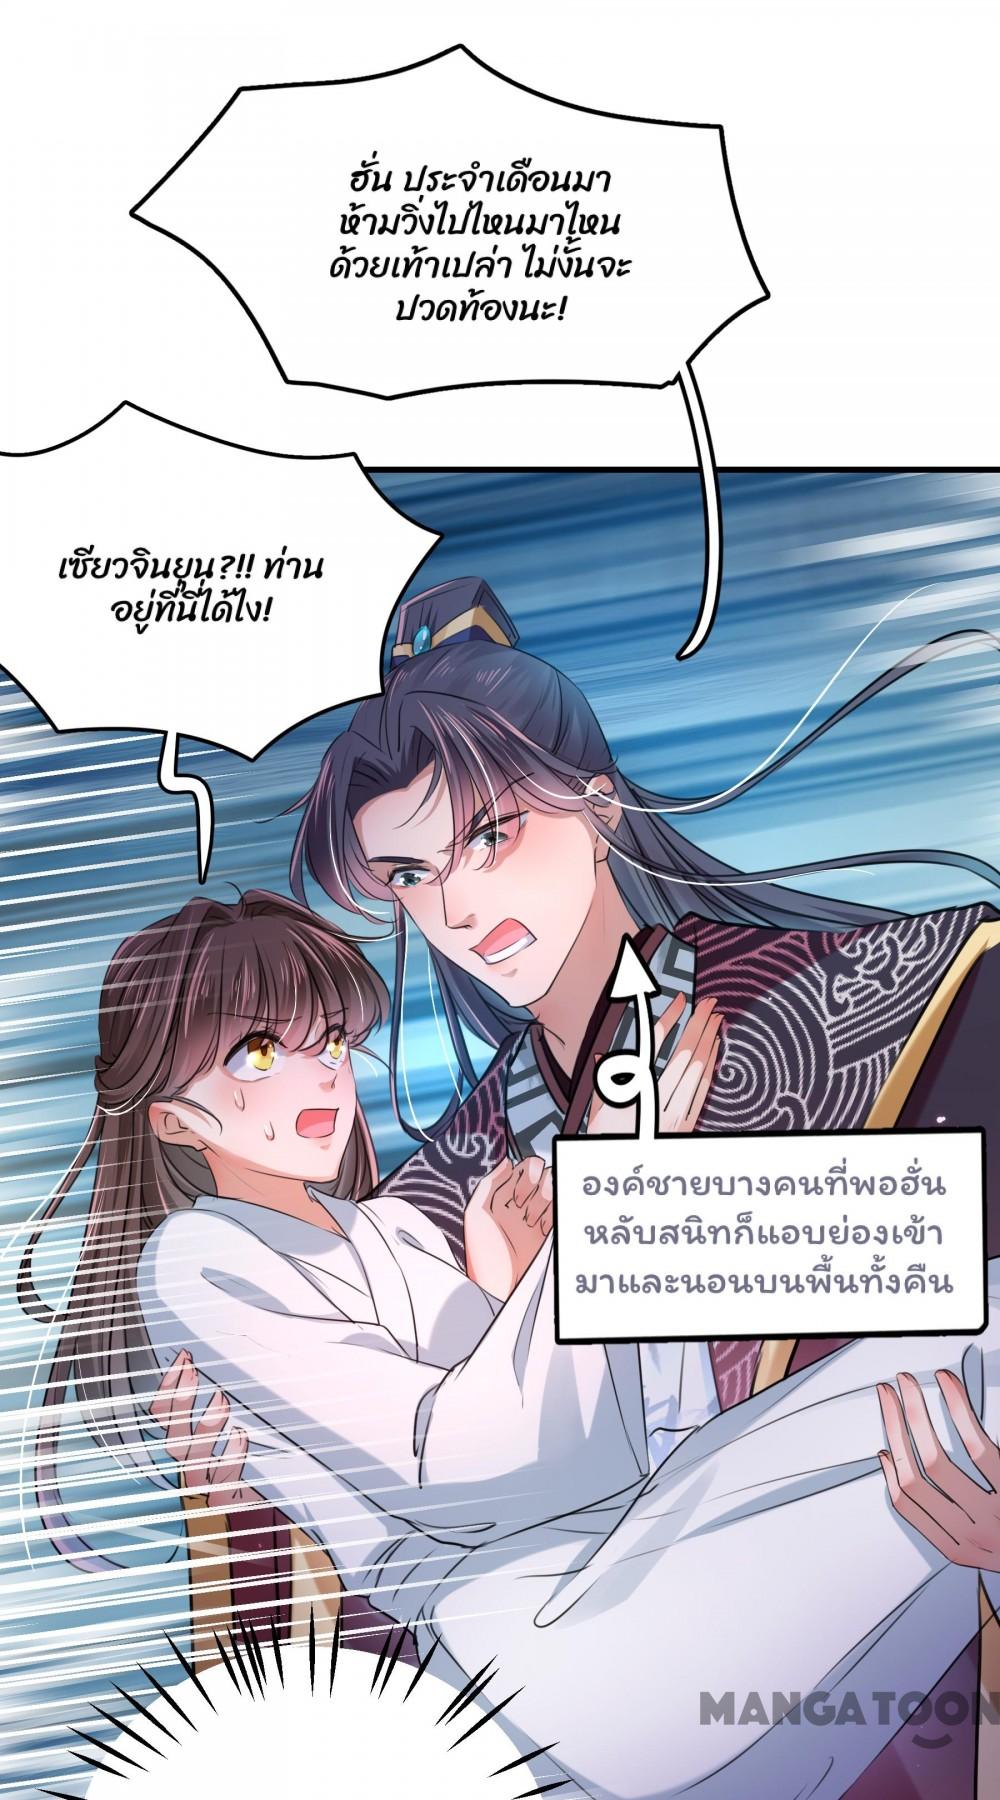 ฮั่น ประจำเดือนมา
ห้ามวิ่งไปไหนมาไหน
ด้วยเท้าเปล่า ไม่งั้นจะ
ปวดท้องนะ!
เซียวจินยุน?!! ท่าน
อยู่ที่นี่ได้ไง!
องค์ชายบางคนที่พอฮั่น
หลับสนิทก็แอบย่องเข้า
มาและนอนบนพื้นทั้งคืน
MANGATOON